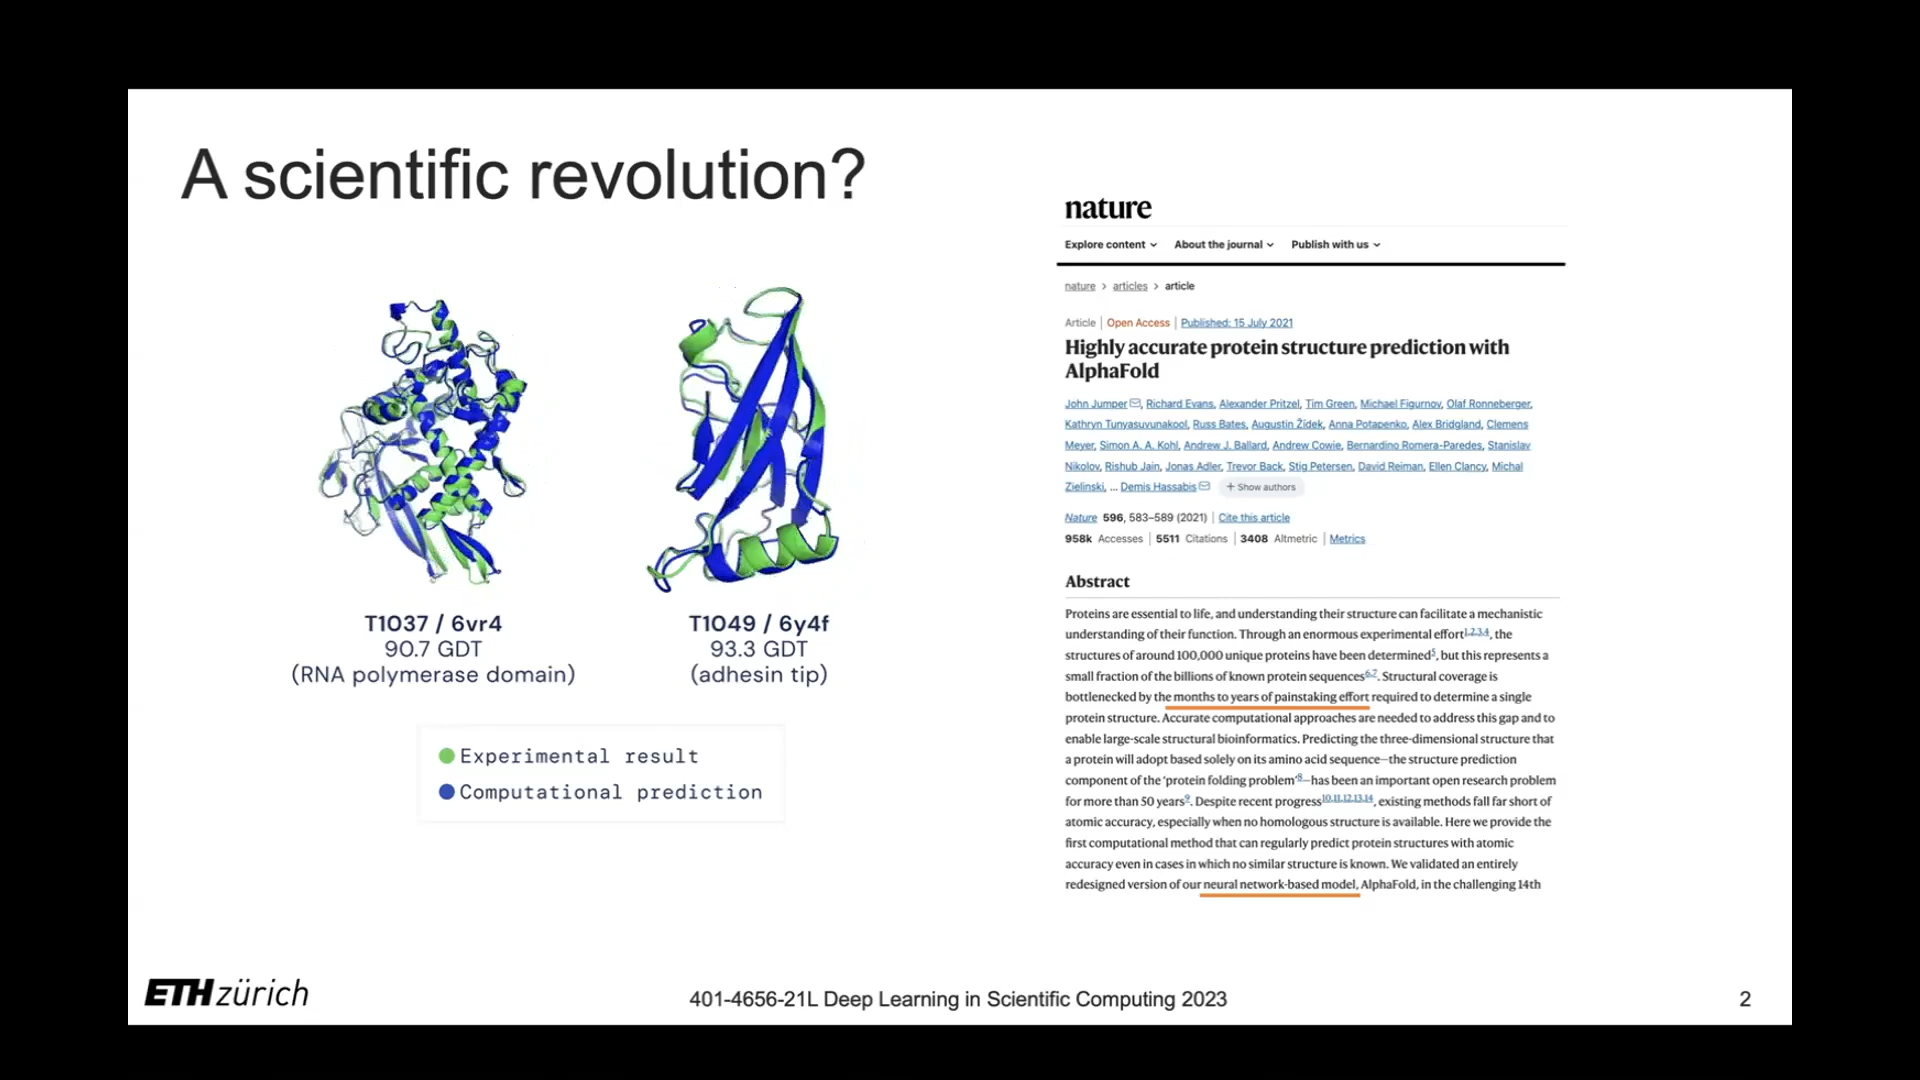 A scientific revolution?
T1037 / 6vr4
90.7 GDT
(RNA polymerase domain)
T1049 / 6y4f
93.3 GDT
(adhesin tip)
Experimental result
Computational prediction
nature
Explore content About the journal Publish with us
nature > articles > article
Article | Open Access | Published: 15 July 2021
Highly accurate protein structure prediction with
AlphaFold
John Jumper, Richard Evans, Alexander Pritzel, Tim Green, Michael Figurnov, Olaf Ronneberger,
Kathryn Tunyasuvunakool, Russ Bates, Augustin Žídek, Anna Potapenko, Alex Bridgland, Clemens
Meyer, Simon A. A. Kohl, Andrew J. Ballard, Andrew Cowie, Bernardino Romera-Paredes, Stanislav
Nikolov, Rishub Jain, Jonas Adler, Trevor Back, Stig Petersen, David Reiman, Ellen Clancy, Michal
Zielinski, ... Demis Hassabis + Show authors
Nature 596, 583–589 (2021) | Cite this article
958k Accesses | 5511 Citations | 3408 Altmetric | Metrics
Abstract
Proteins are essential to life, and understanding their structure can facilitate a mechanistic
understanding of their function. Through an enormous experimental effort1,2,3,4, the
structures of around 100,000 unique proteins have been determined5, but this represents a
small fraction of the billions of known protein sequences6,7. Structural coverage is
bottlenecked by the months to years of painstaking effort required to determine a single
protein structure. Accurate computational approaches are needed to address this gap and to
enable large-scale structural bioinformatics. Predicting the three-dimensional structure that
a protein will adopt based solely on its amino acid sequence—the structure prediction
component of the ‘protein folding problem’8—has been an important open research problem
for more than 50 years9. Despite recent progress10,11,12,13,14, existing methods fall far short of
atomic accuracy, especially when no homologous structure is available. Here we provide the
first computational method that can regularly predict protein structures with atomic
accuracy even in cases in which no similar structure is known. We validated an entirely
redesigned version of our neural network-based model, AlphaFold, in the challenging 14th
ETH zürich
401-4656-21L Deep Learning in Scientific Computing 2023
2